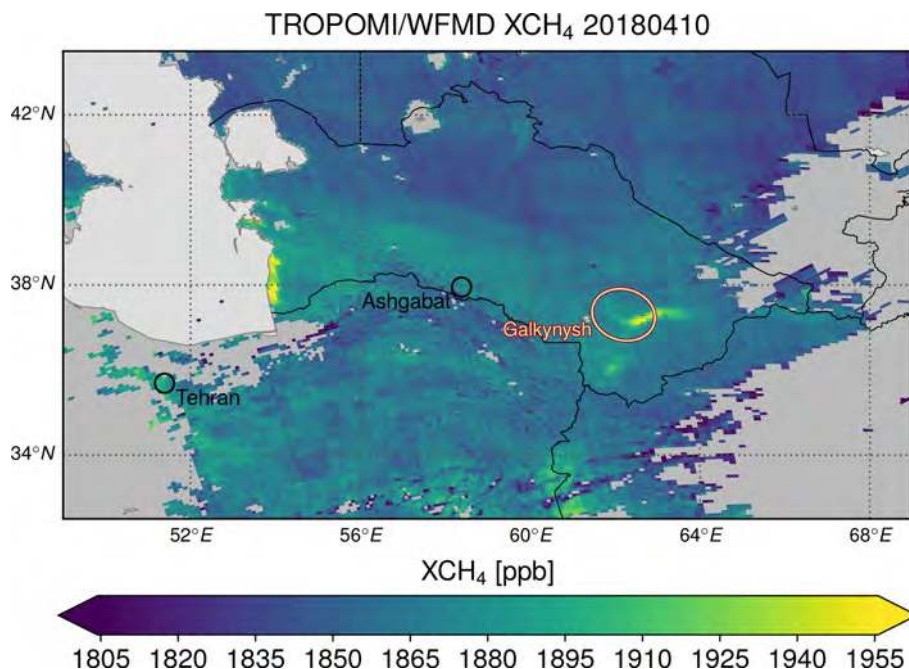 TROPOMI/WFMD XCH₄ 20180410
42°N
38°N
Ashgabat
Galkynysh
Tehran
34°N
52°E 56°E 60°E 64°E 68°E
XCH₄ [ppb]
1805 1820 1835 1850 1865 1880 1895 1910 1925 1940 1955